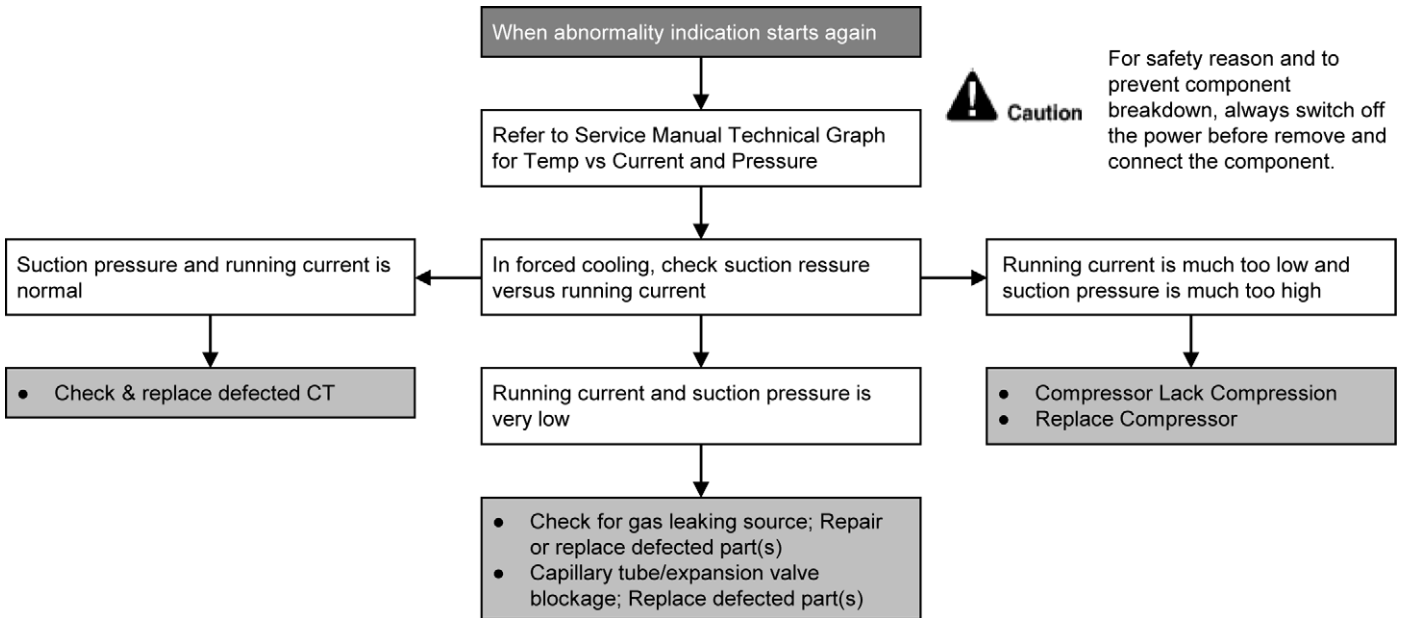 When abnormality indication starts again
Caution
For safety reason and to
prevent component
breakdown, always switch off
the power before remove and
connect the component.
Refer to Service Manual Technical Graph
for Temp vs Current and Pressure
Suction pressure and running current is
normal
In forced cooling, check suction ressure
versus running current
Running current is much too low and
suction pressure is much too high
● Check & replace defected CT
Running current and suction pressure is
very low
● Compressor Lack Compression
● Replace Compressor
● Check for gas leaking source; Repair
or replace defected part(s)
● Capillary tube/expansion valve
blockage; Replace defected part(s)